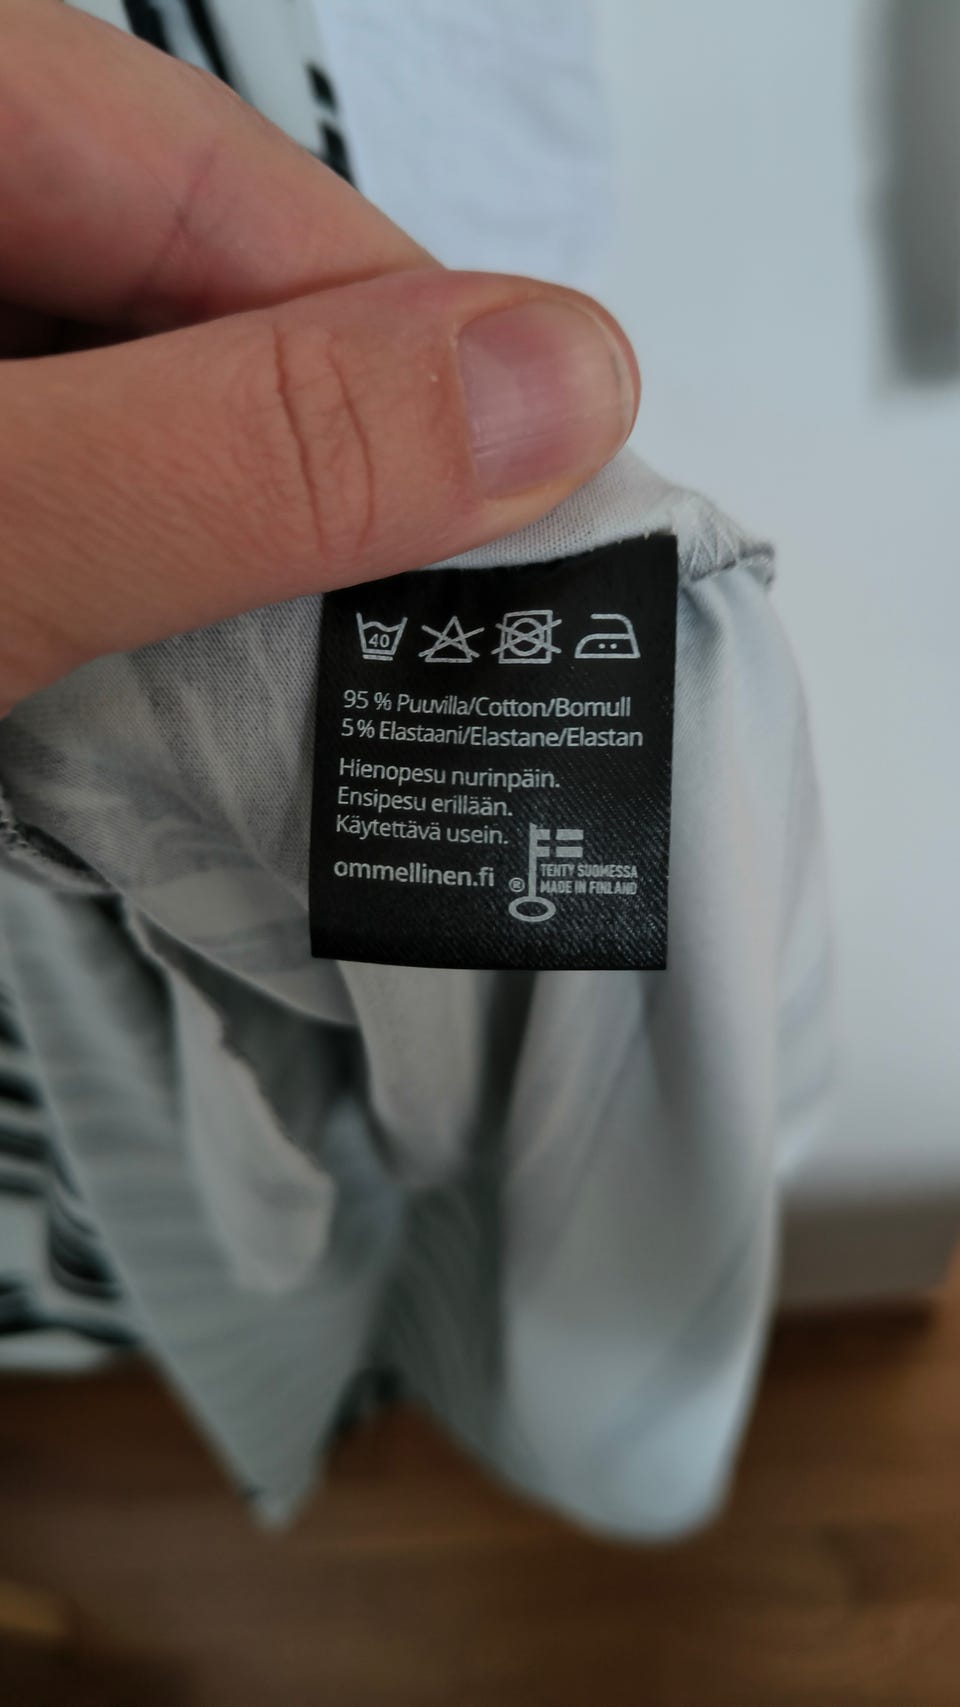 40
95 % Puuvilla/Cotton/Bomull
5 % Elastaani/Elastane/Elastan
Hienopesu nurinpäin.
Ensipesu erillään.
Käytettävä usein.
ommellinen.fi
®
TEHTY SUOMESSA
MADE IN FINLAND